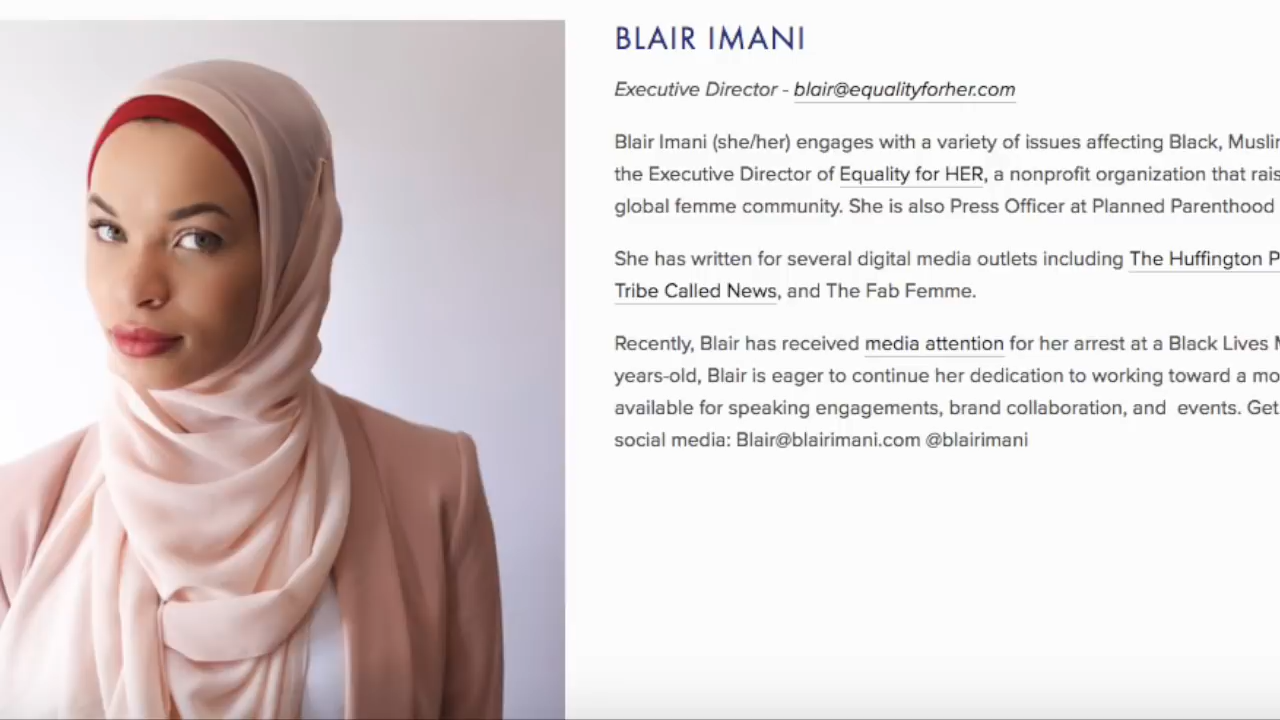 BLAIR IMANI
Executive Director - blair@equalityforher.com
Blair Imani (she/her) engages with a variety of issues affecting Black, Muslin
the Executive Director of Equality for HER, a nonprofit organization that rais
global femme community. She is also Press Officer at Planned Parenthood
She has written for several digital media outlets including The Huffington P
Tribe Called News, and The Fab Femme.
Recently, Blair has received media attention for her arrest at a Black Lives M
years-old, Blair is eager to continue her dedication to working toward a mo
available for speaking engagements, brand collaboration, and events. Get
social media: Blair@blairimani.com @blairimani